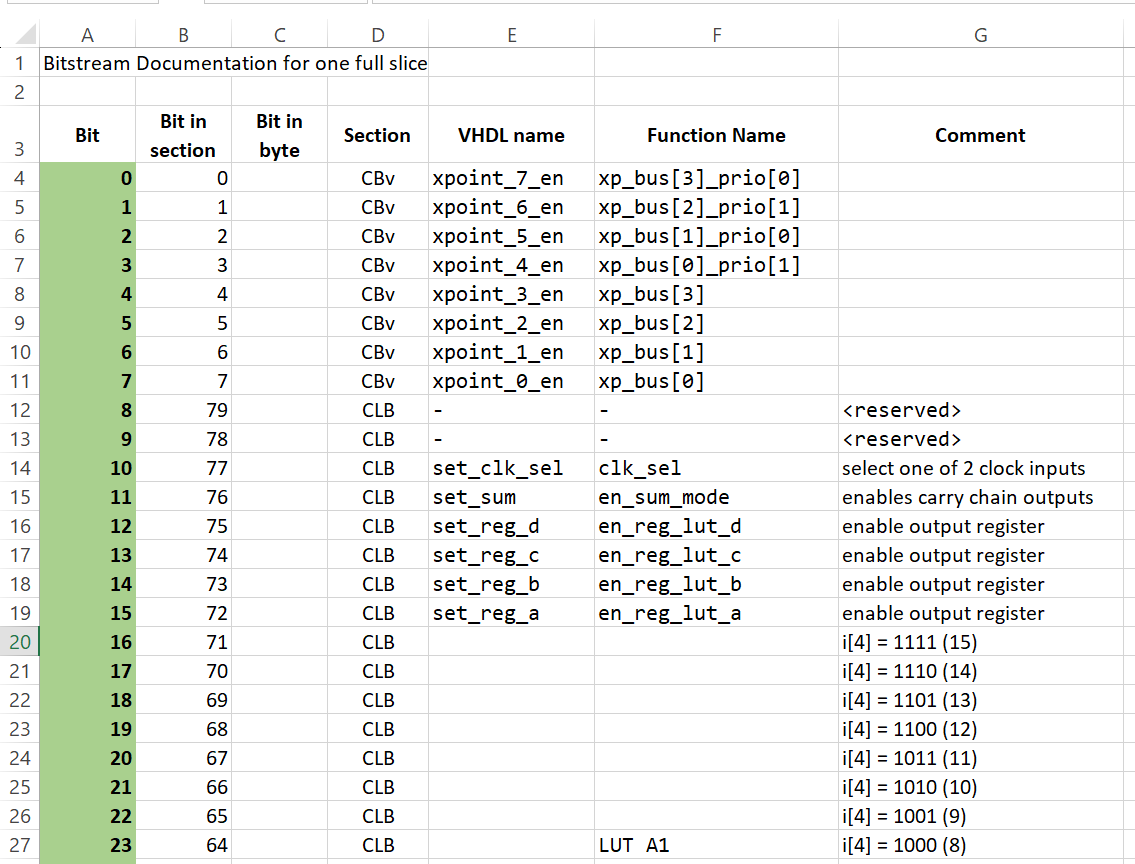 A B C D E F G
1 Bitstream Documentation for one full slice
2
3 Bit Bit in section Bit in byte Section VHDL name Function Name Comment
4 0 0 CBv xpoint_7_en xp_bus[3]_prio[0]
5 1 1 CBv xpoint_6_en xp_bus[2]_prio[1]
6 2 2 CBv xpoint_5_en xp_bus[1]_prio[0]
7 3 3 CBv xpoint_4_en xp_bus[0]_prio[1]
8 4 4 CBv xpoint_3_en xp_bus[3]
9 5 5 CBv xpoint_2_en xp_bus[2]
10 6 6 CBv xpoint_1_en xp_bus[1]
11 7 7 CBv xpoint_0_en xp_bus[0]
12 8 79 CLB - - <reserved>
13 9 78 CLB - - <reserved>
14 10 77 CLB set_clk_sel clk_sel select one of 2 clock inputs
15 11 76 CLB set_sum en_sum_mode enables carry chain outputs
16 12 75 CLB set_reg_d en_reg_lut_d enable output register
17 13 74 CLB set_reg_c en_reg_lut_c enable output register
18 14 73 CLB set_reg_b en_reg_lut_b enable output register
19 15 72 CLB set_reg_a en_reg_lut_a enable output register
20 16 71 CLB i[4] = 1111 (15)
21 17 70 CLB i[4] = 1110 (14)
22 18 69 CLB i[4] = 1101 (13)
23 19 68 CLB i[4] = 1100 (12)
24 20 67 CLB i[4] = 1011 (11)
25 21 66 CLB i[4] = 1010 (10)
26 22 65 CLB i[4] = 1001 (9)
27 23 64 CLB LUT A1 i[4] = 1000 (8)